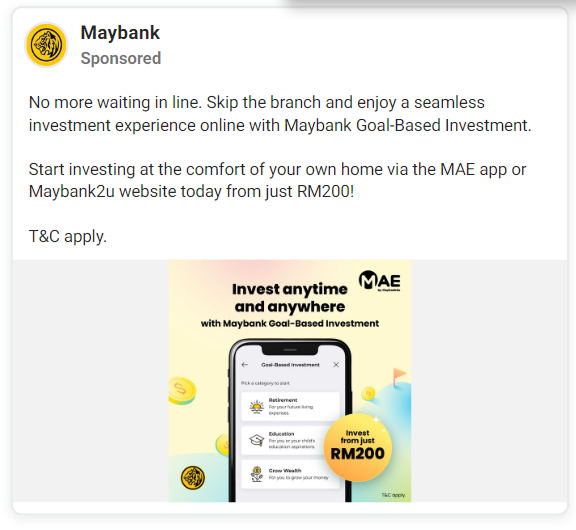 Maybank
Sponsored
No more waiting in line. Skip the branch and enjoy a seamless
investment experience online with Maybank Goal-Based Investment.
Start investing at the comfort of your own home via the MAE app or
Maybank2u website today from just RM200!
T&C apply.
MAE
by Maybank2u
Invest anytime
and anywhere
with Maybank Goal-Based Investment
Goal-Based Investment
Pick a category to start
Retirement
For your future living
expenses
Education
For you or your child's
education aspirations
Grow Wealth
For you to grow your money
Invest
from just
RM200
T&C apply.